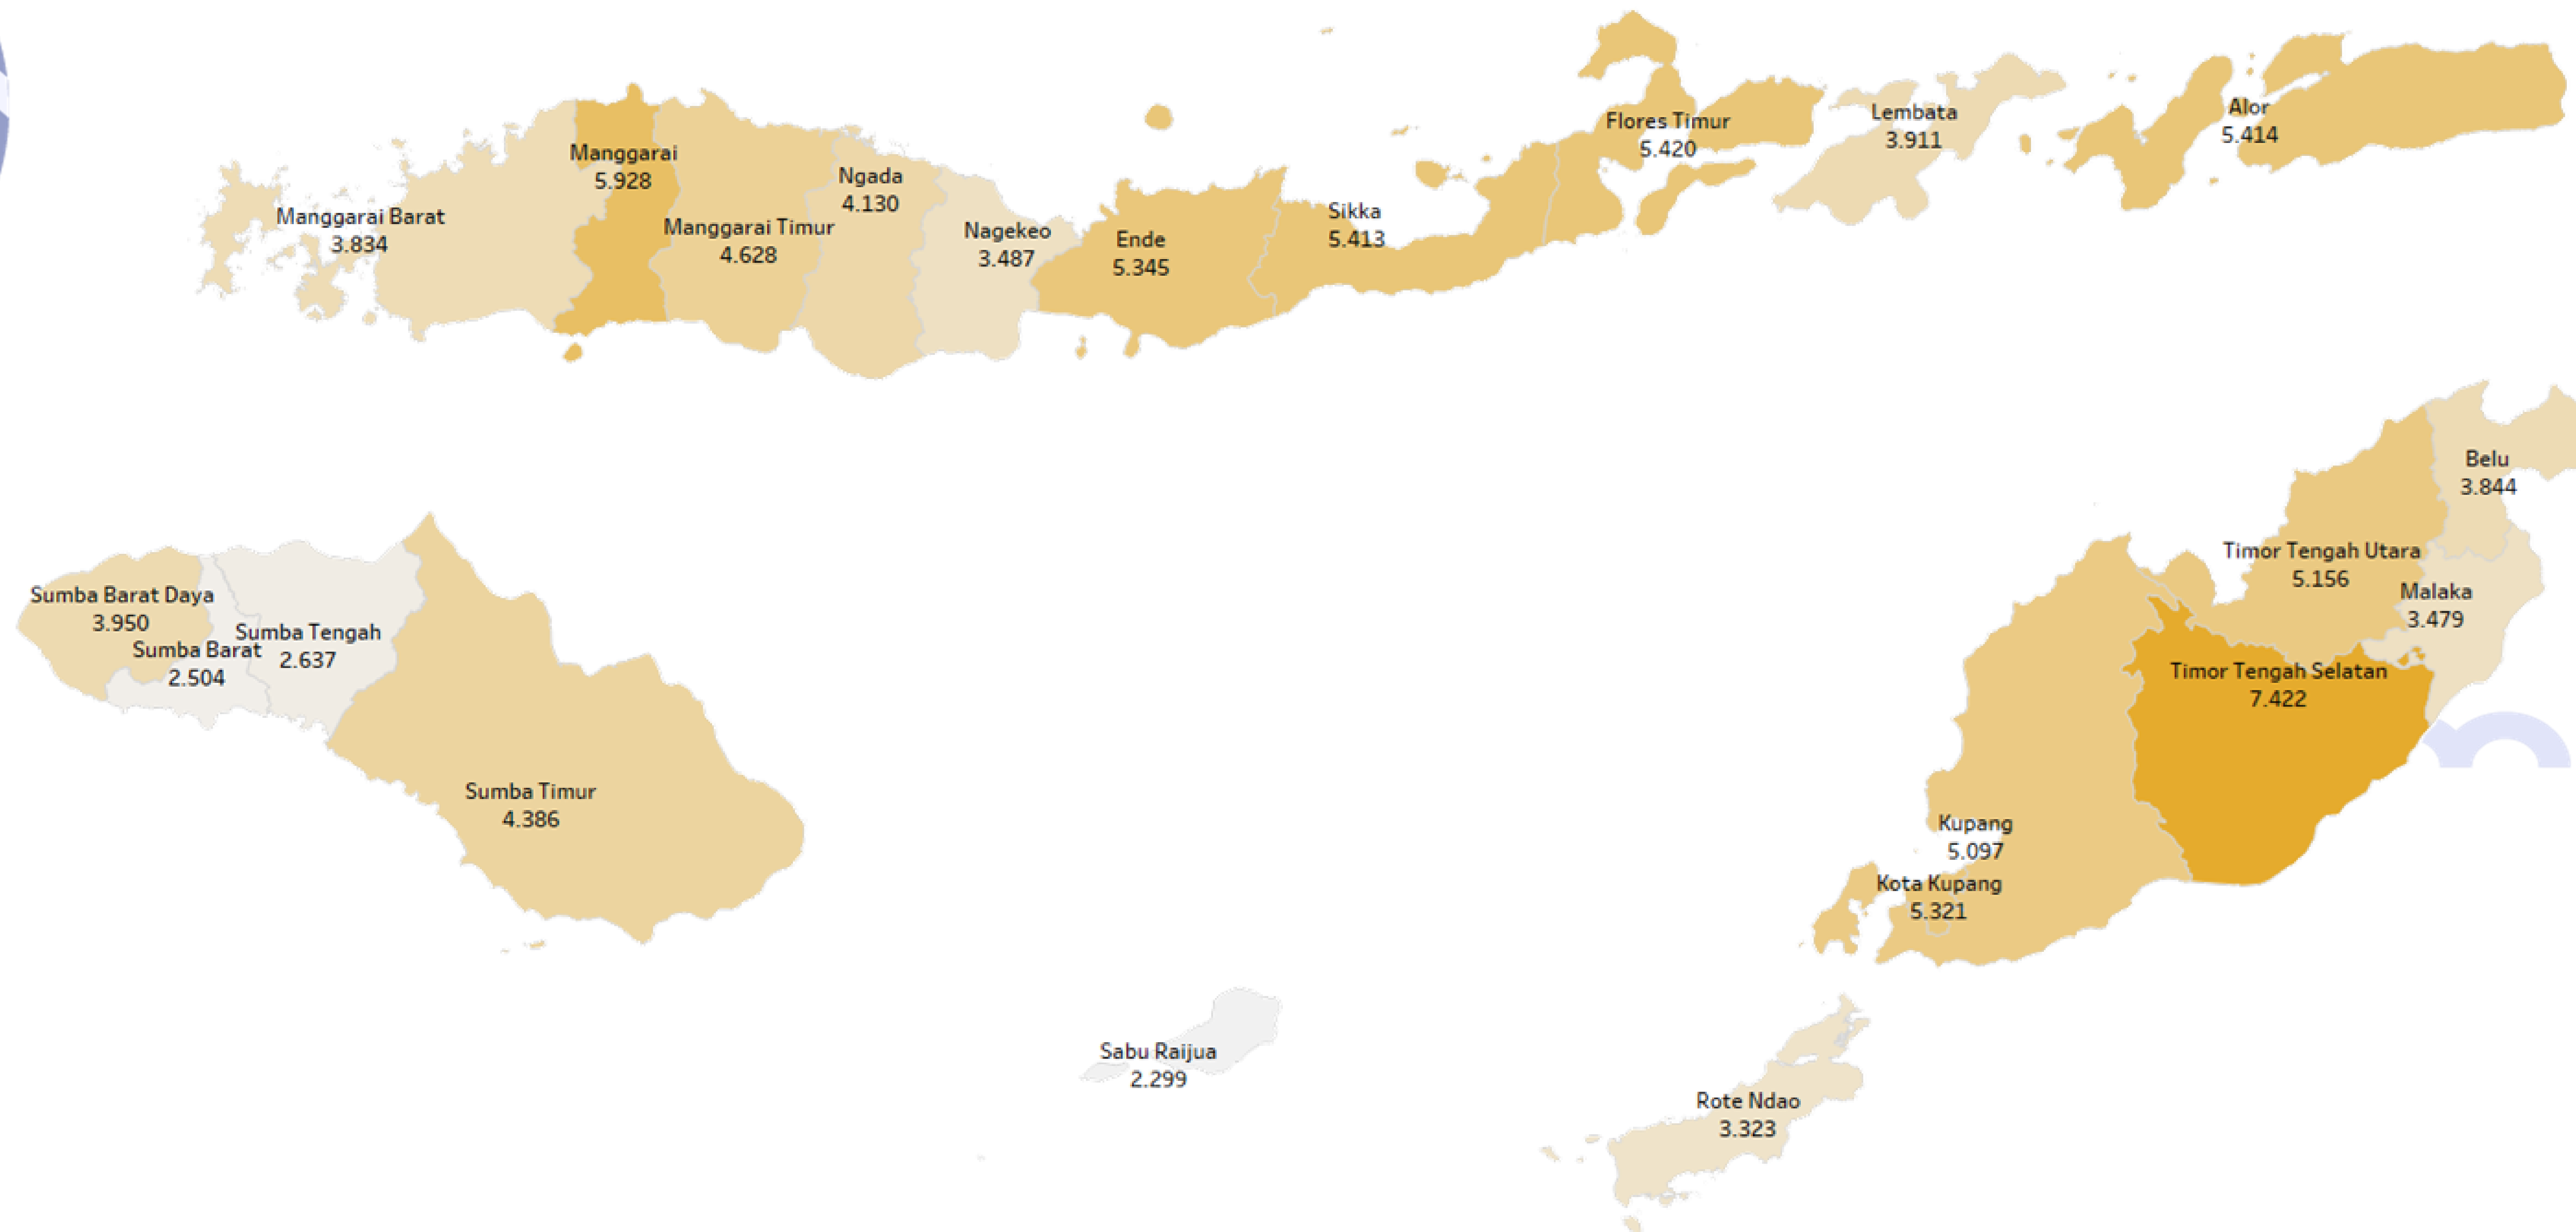 Manggarai Barat
3.834
Manggarai
5.928
Manggarai Timur
4.628
Ngada
4.130
Nagekeo
3.487
Ende
5.345
Sikka
5.413
Flores Timur
5.420
Lembata
3.911
Alor
5.414
Belu
3.844
Timor Tengah Utara
5.156
Malaka
3.479
Timor Tengah Selatan
7.422
Sumba Barat Daya
3.950
Sumba Barat
2.504
Sumba Tengah
2.637
Sumba Timur
4.386
Kupang
5.097
Kota Kupang
5.321
Sabu Raijua
2.299
Rote Ndao
3.323